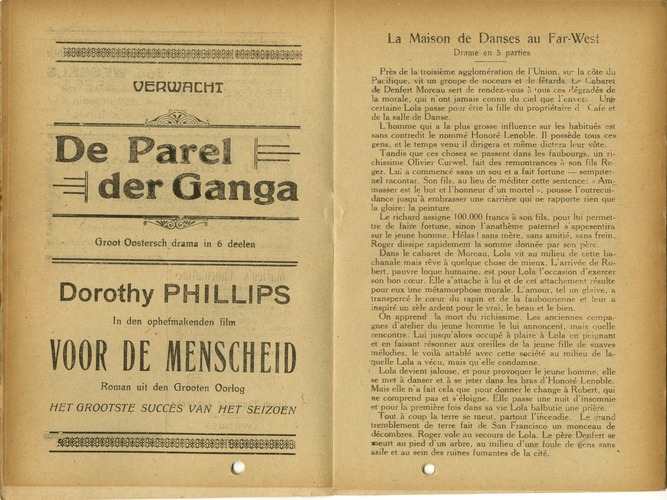 VERWACHT
De Parel
der Ganga
Groot Oostersch drama in 6 deelen
Dorothy PHILLIPS
In den ophefmakenden film
VOOR DE MENSCHEID
Roman uit den Grooten Oorlog
HET GROOTSTE SUCCES VAN HET SEIZOEN
La Maison de Danses au Far-West
Drame en 5 parties
Près de la troisième agglomération de l'Union, sur la côte du
Pacifique, vit un groupe de noceurs et de fêtards. Le Cabaret
de Denfert Moreau sert de rendez-vous à tous ces dégradés de
la morale, qui n'ont jamais connu du ciel que l'envers. Une
certaine Lola passe pour être la fille du propriétaire d Café et
de la salle de Danse.
L'homme qui a la plus grosse influence sur les habitués est
sans contredit le nommé Honoré Lenoble. Il possède tous ces
gens, et le temps venu il dirigera et même dictera leur vôte.
Tandis que ces choses se passent dans les faubourgs, un ri-
chissime Olivier Curwel, fait des remontrances à son fils Ro-
ger. Lui a commencé sans un sou et a fait fortune — sempiter-
nel racontar. Son fils, au lieu de méditer cette sentence: « Am-
masser est le but et l'honneur d'un mortel », pousse l'outrecui-
dance jusqu'à embrasser une carrière qui ne rapporte rien que
la gloire: la peinture.
Le richard assigne 100.000 francs à son fils, pour lui permet-
tre de faire fortune, sinon l'anathème paternel s'appesantira
sur le jeune homme. Hélas! sans mère, sans amitié, sans frein,
Roger dissipe rapidement la somme donnée par son père.
Dans le cabaret de Moreau, Lola vit au milieu de cette ba-
chanale mais rêve à quelque chose de mieux. L'arrivée de Ro-
bert, pauvre loque humaine, est pour Lola l'occasion d'exercer
son bon cœur. Elle s'attache à lui et de cet attachement résulte
pour eux une métamorphose morale. L'amour, tel un glaive, a
transpercé le cœur du rapin et de la faubourienne et leur a
inspiré un zèle ardent pour le vrai, le beau et le bien.
On apprend la mort du richissime. Les anciennes compa-
gnes d'atelier du jeune homme le lui annoncent, mais quelle
rencontre. Lui jusqu'alors occupé à plaire à Lola en peignant
et en faisant résonner aux oreilles de la jeune fille de suaves
mélodies, le voilà attablé avec cette société au milieu de la-
quelle Lola a vécu, mais qu'elle condamne.
Lola devient jalouse, et pour provoquer le jeune homme, elle
se met à danser et à se jeter dans les bras d'Honoré Lenoble.
Mais elle n'a fait cela que pour donner le change à Robert, qui
ne comprend pas et s'éloigne. Elle passe une nuit d'insomnie
et pour la première fois dans sa vie Lola balbutie une prière.
Tout à coup la terre se meut, partout l'incendie. Le grand
tremblement de terre fait de San Francisco un monceau de
décombres. Roger vole au secours de Lola. Le père Denfert se
meurt au pied d'un arbre, au milieu d'une foule de gens sans
asile et au sein des ruines fumantes de la cité.